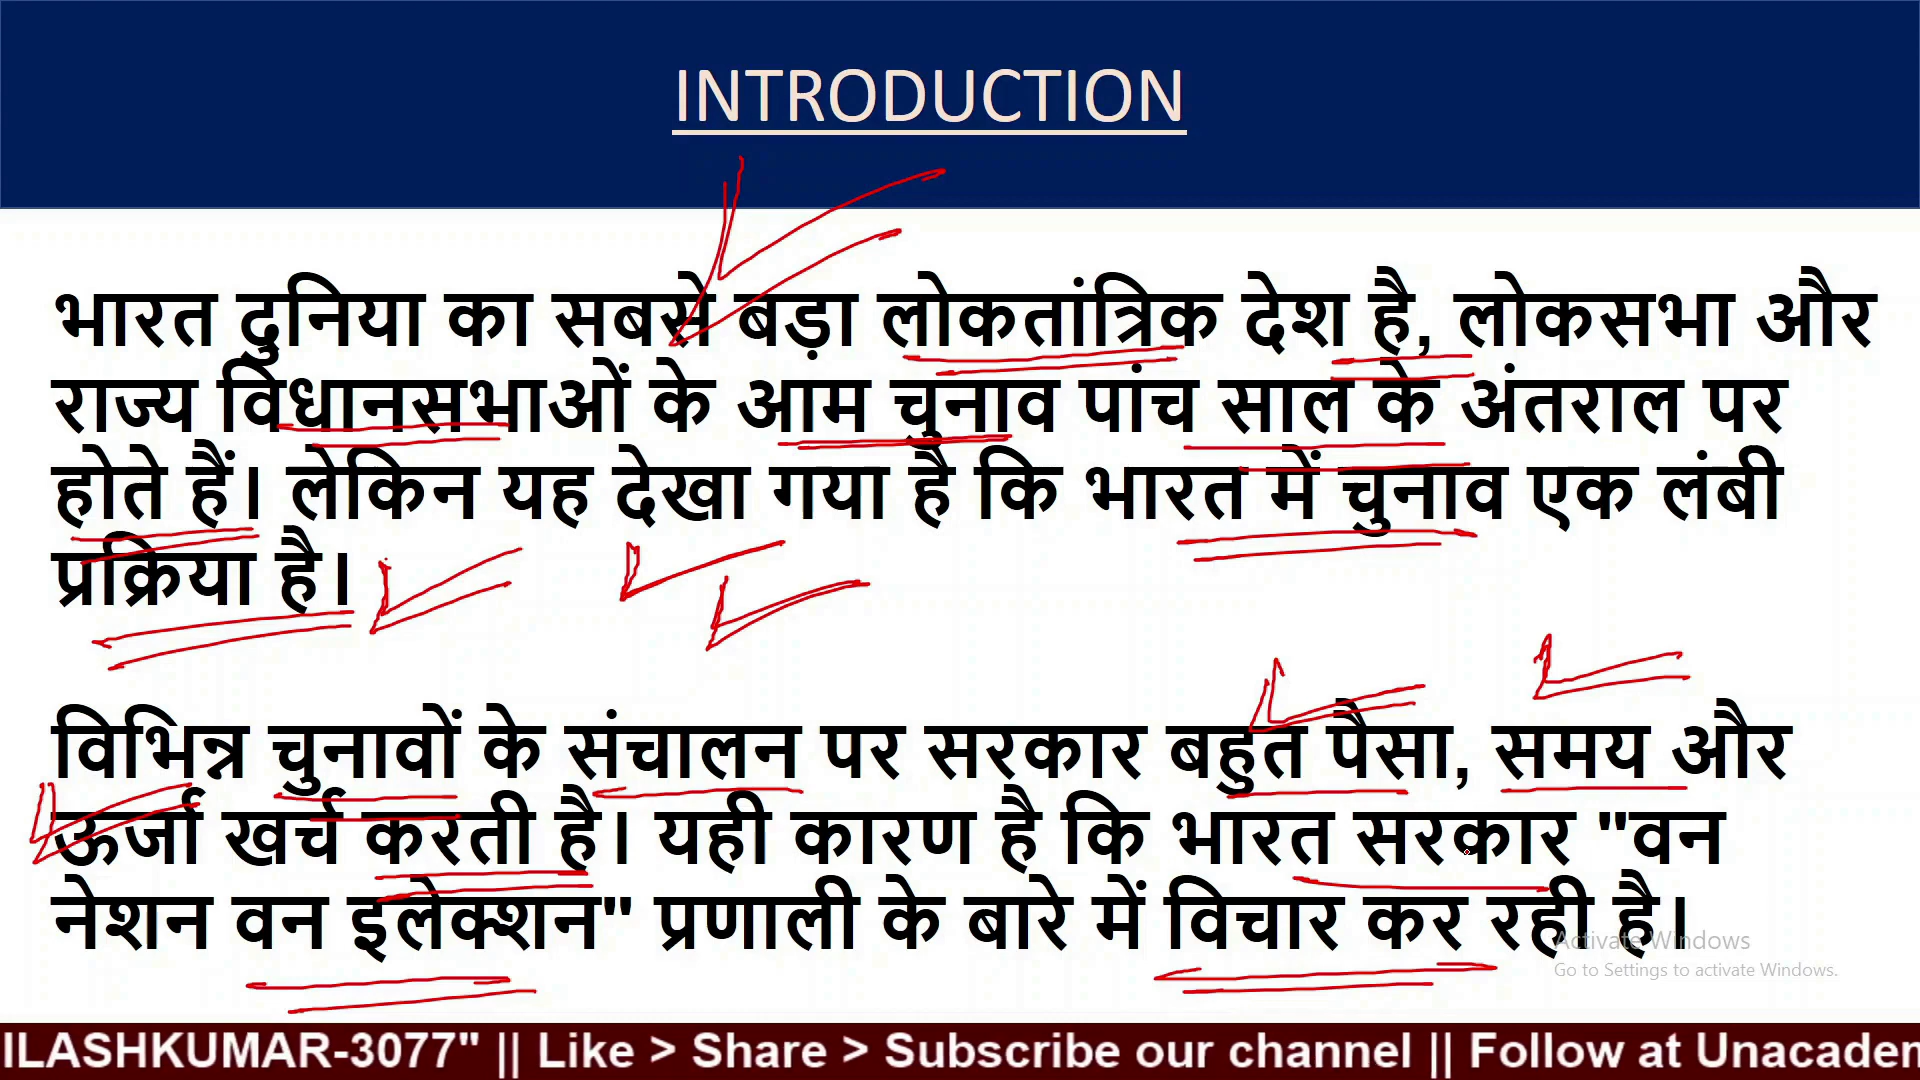 INTRODUCTION
भारत दुनिया का सबसे बड़ा लोकतांत्रिक देश है, लोकसभा और
राज्य विधानसभाओं के आम चुनाव पांच साल के अंतराल पर
होते हैं। लेकिन यह देखा गया है कि भारत में चुनाव एक लंबी
प्रक्रिया है।
विभिन्न चुनावों के संचालन पर सरकार बहुत पैसा, समय और
ऊर्जा खर्च करती है। यही कारण है कि भारत सरकार "वन
नेशन वन इलेक्शन" प्रणाली के बारे में विचार कर रही है।
Activate Windows
Go to Settings to activate Windows.
ILASHKUMAR-3077" || Like > Share > Subscribe our channel || Follow at Unacadem